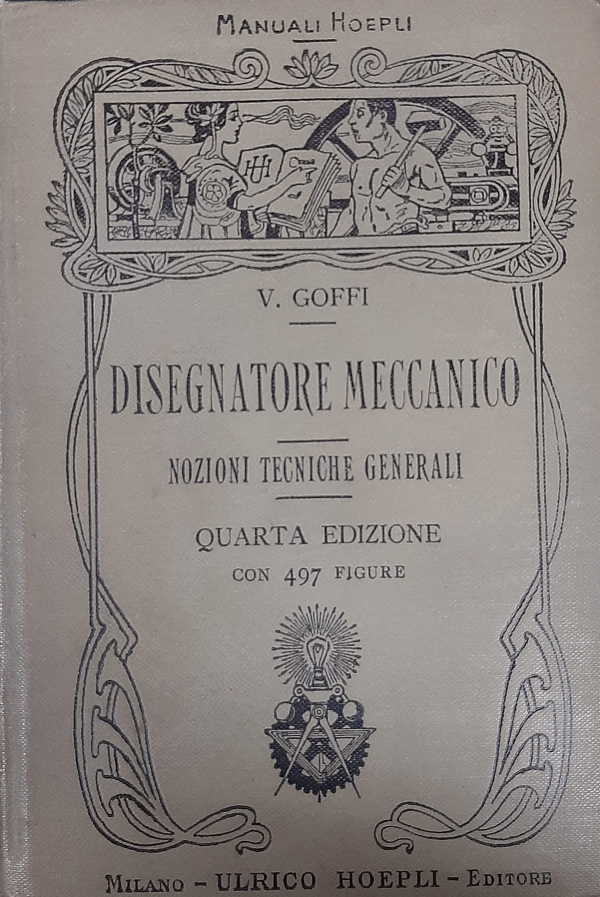 MANUALI HOEPLI
V. GOFFI
DISEGNATORE MECCANICO
NOZIONI TECNICHE GENERALI
QUARTA EDIZIONE
CON 497 FIGURE
MILANO - ULRICO HOEPLI - EDITORE